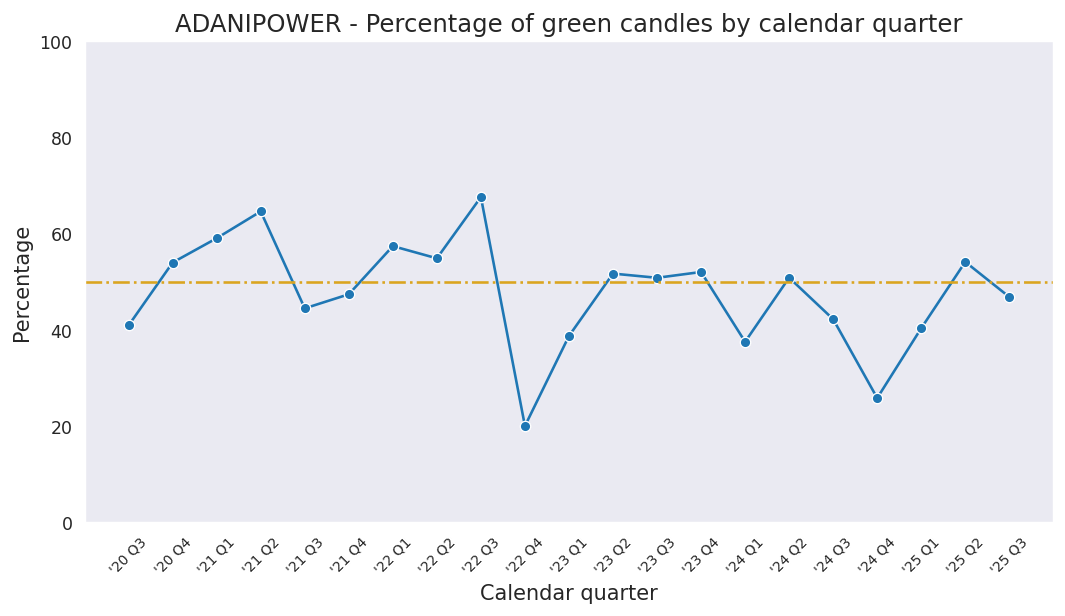 ADANIPOWER - Percentage of green candles by calendar quarter
Percentage
100
80
60
40
20
0
'20 Q3
'20 Q4
'21 Q1
'21 Q2
'21 Q3
'21 Q4
'22 Q1
'22 Q2
'22 Q3
'22 Q4
'23 Q1
'23 Q2
'23 Q3
'23 Q4
'24 Q1
'24 Q2
'24 Q3
'24 Q4
'25 Q1
'25 Q2
'25 Q3
Calendar quarter